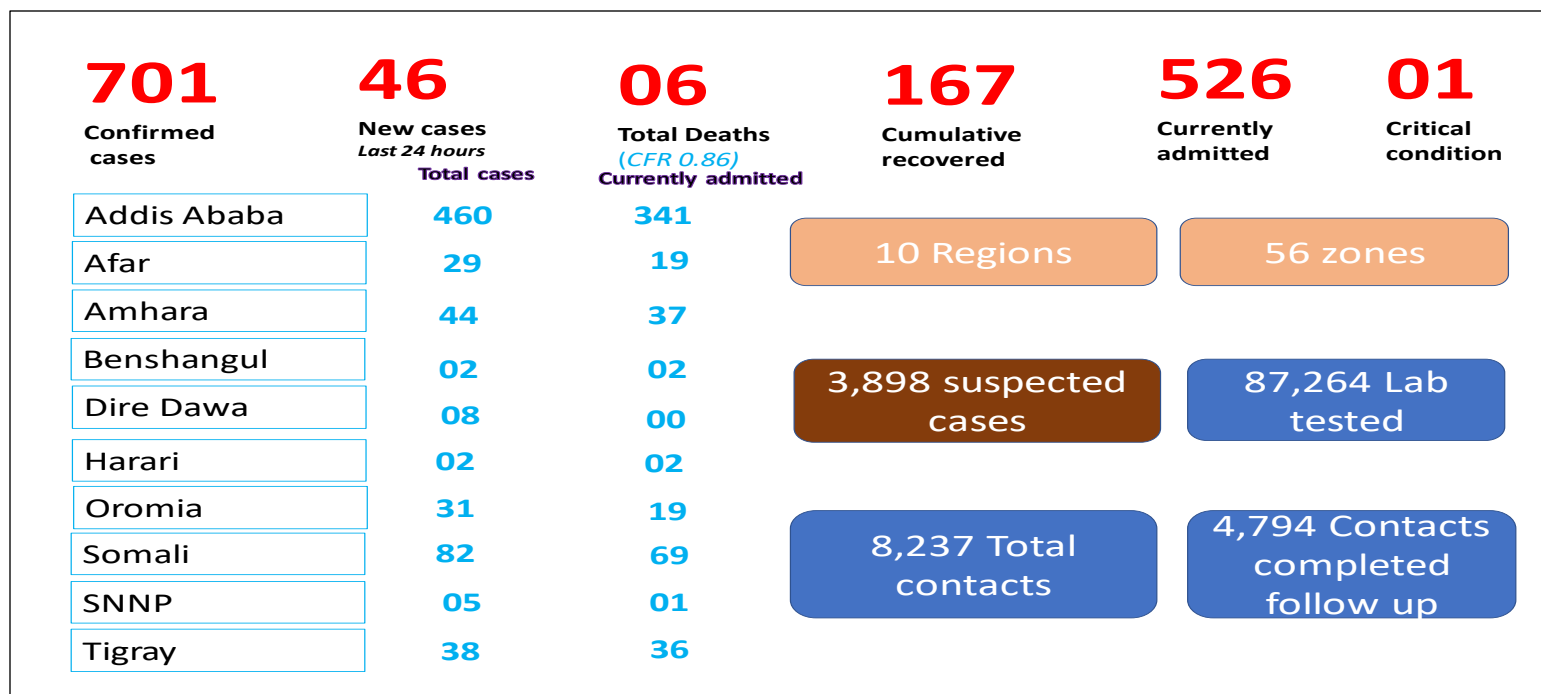 701
Confirmed
cases
46
New cases
Last 24 hours
06
Total Deaths
(CFR 0.86)
167
Cumulative
recovered
526
Currently
admitted
01
Critical
condition
Total cases Currently admitted
Addis Ababa 460 341
Afar 29 19
Amhara 44 37
Benshangul 02 02
Dire Dawa 08 00
Harari 02 02
Oromia 31 19
Somali 82 69
SNNP 05 01
Tigray 38 36
10 Regions
56 zones
3,898 suspected
cases
87,264 Lab
tested
8,237 Total
contacts
4,794 Contacts
completed
follow up